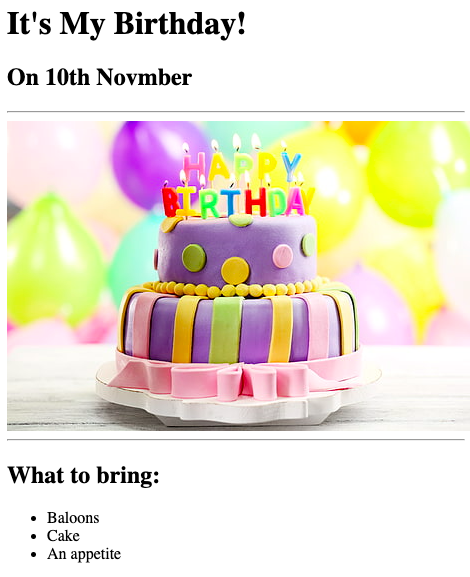 It's My Birthday!
On 10th Novmber
HAPPY
BIRTHDAY
What to bring:
Baloons
Cake
An appetite